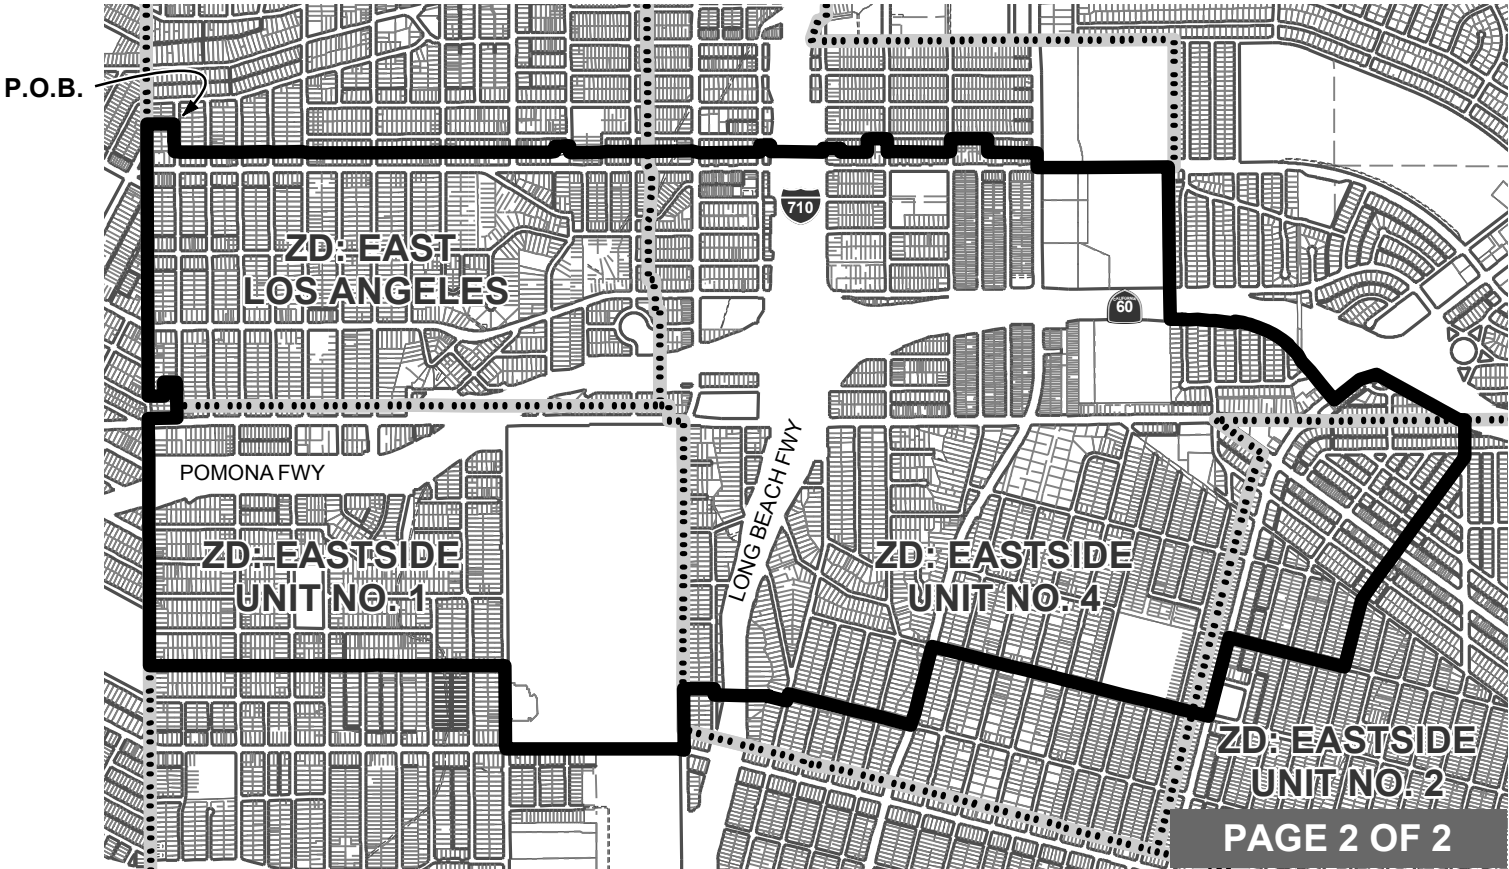 P.O.B.
710
ZD: EAST
LOS ANGELES
CALIFORNIA
60
POMONA FWY
LONG BEACH FWY
ZD: EASTSIDE
UNIT NO. 1
ZD: EASTSIDE
UNIT NO. 4
ZD: EASTSIDE
UNIT NO. 2
PAGE 2 OF 2